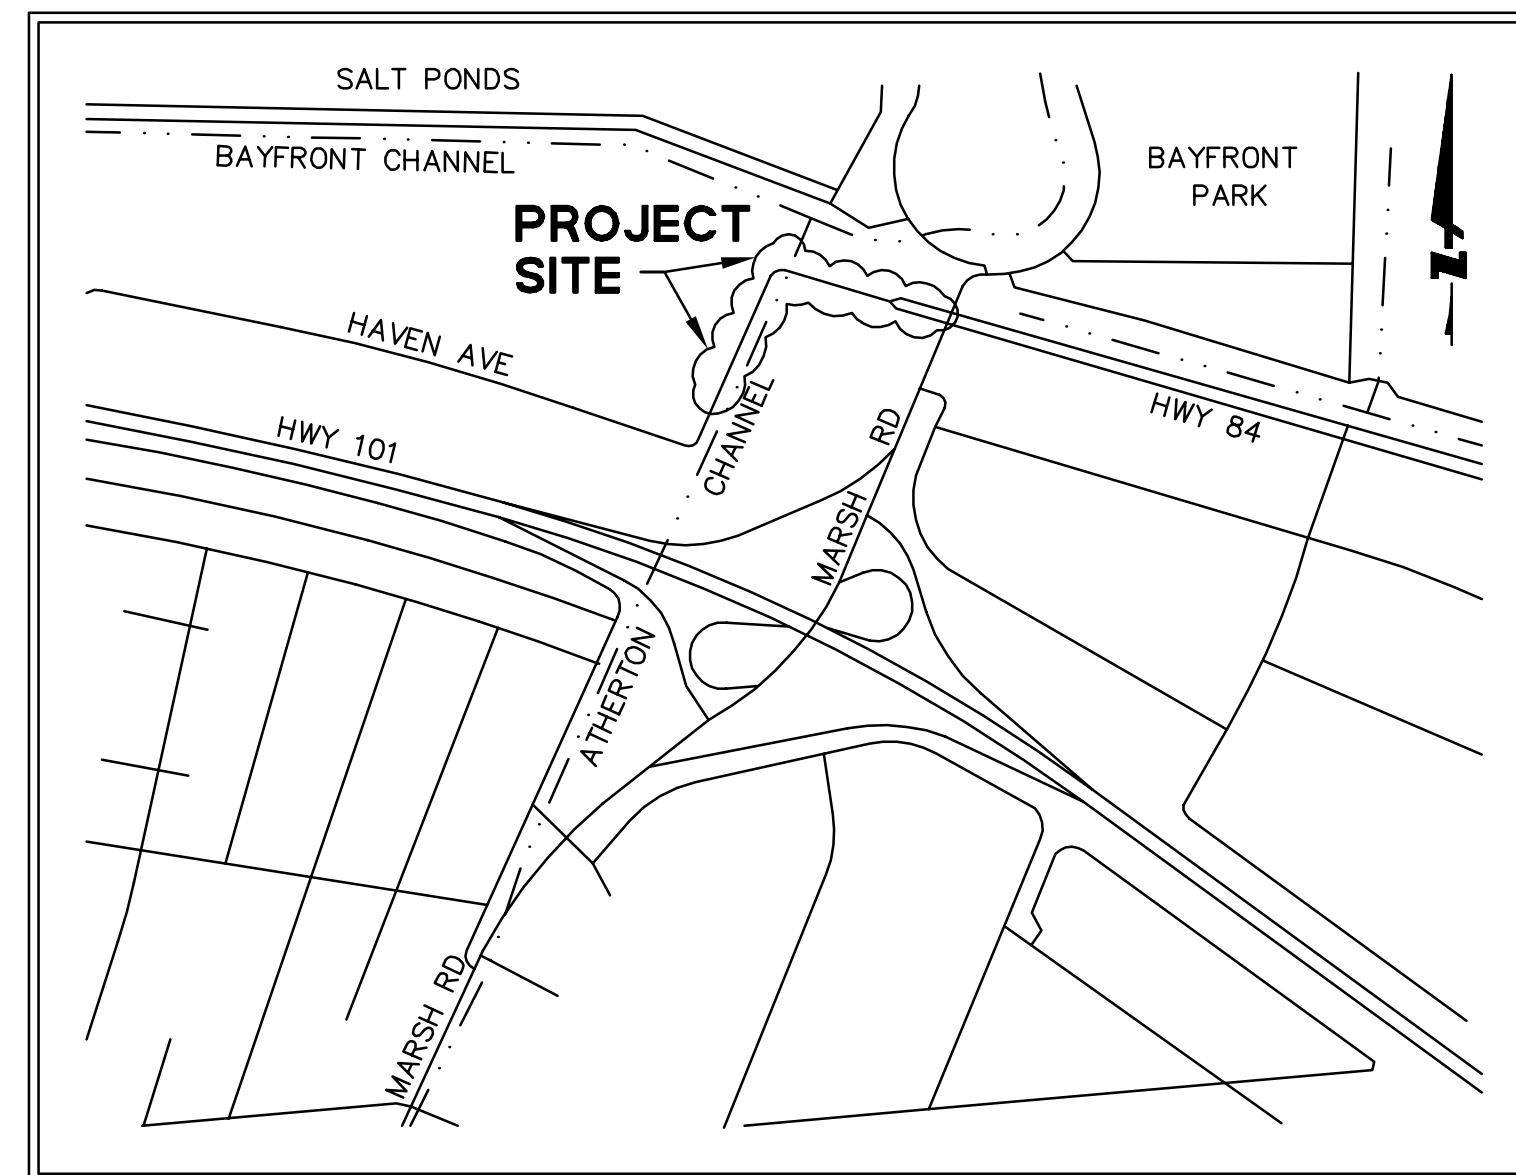 SALT PONDS
BAYFRONT CHANNEL
BAYFRONT
PARK
PROJECT
SITE
HAVEN AVE
HWY 101
CHANNEL
RD
HWY 84
MARSH
ATHERTON
MARSH RD
N